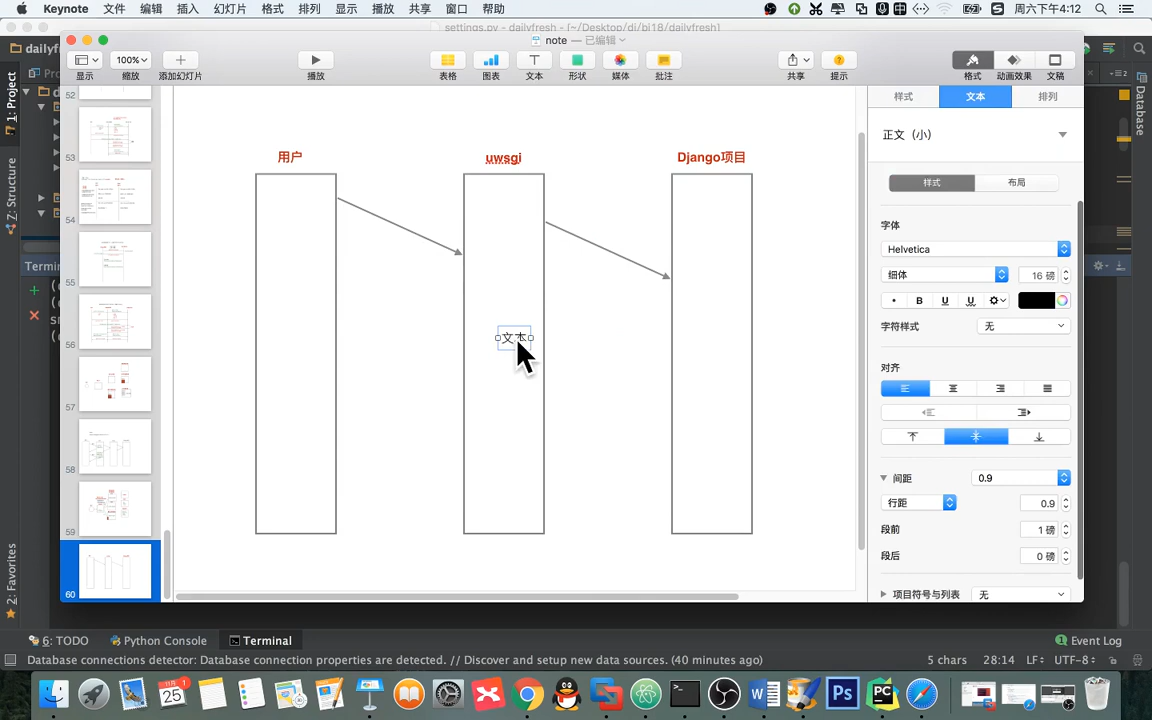 Keynote 文件 编辑 插入 幻灯片 格式 排列 显示 播放 共享 窗口 帮助 周六下午4:12
settings.py - dailyfresh - [~/Desktop/dj/bj18/dailyfresh]
note — 已编辑
100%
显示 缩放 添加幻灯片 播放 表格 图表 文本 形状 媒体 批注 共享 提示 格式 动画效果 文稿
样式 文本 排列
正文（小）
样式 布局
字体
Helvetica
细体 16 磅
B U U
字符样式 无
对齐
间距 0.9
行距 0.9
段前 1 磅
段后 0 磅
项目符号与列表 无
52
53
54
55
56
57
58
59
60
用户 uwsgi Django项目
文本
1: Project
7: Structure
2: Favorites
Database
6: TODO Python Console Terminal Event Log
Database connections detector: Database connection properties are detected. // Discover and setup new data sources. (40 minutes ago) 5 chars 28:14 LF UTF-8
25